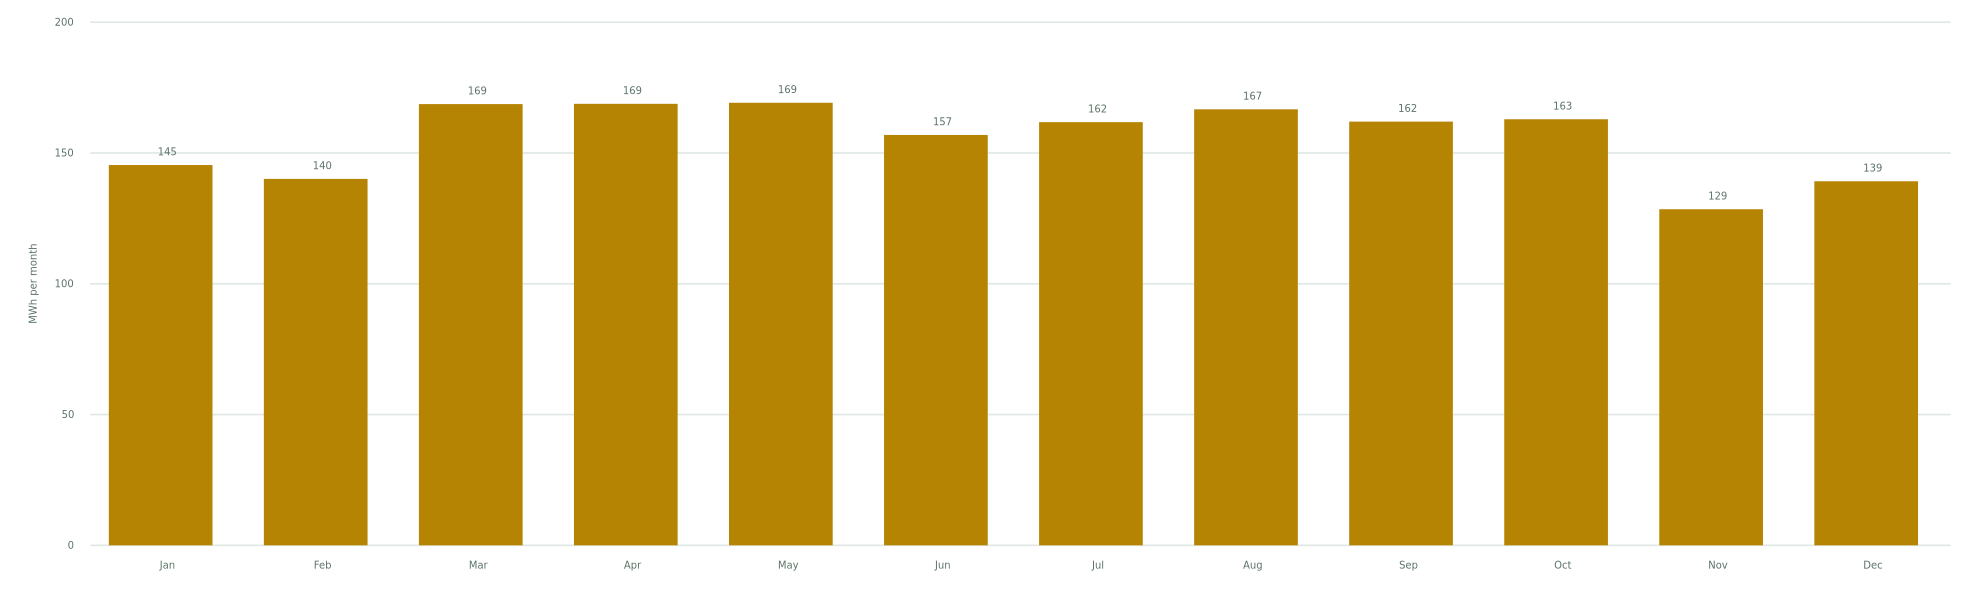 200
150
100
50
0
MWh per month
145
140
169
169
169
157
162
167
162
163
129
139
Jan
Feb
Mar
Apr
May
Jun
Jul
Aug
Sep
Oct
Nov
Dec